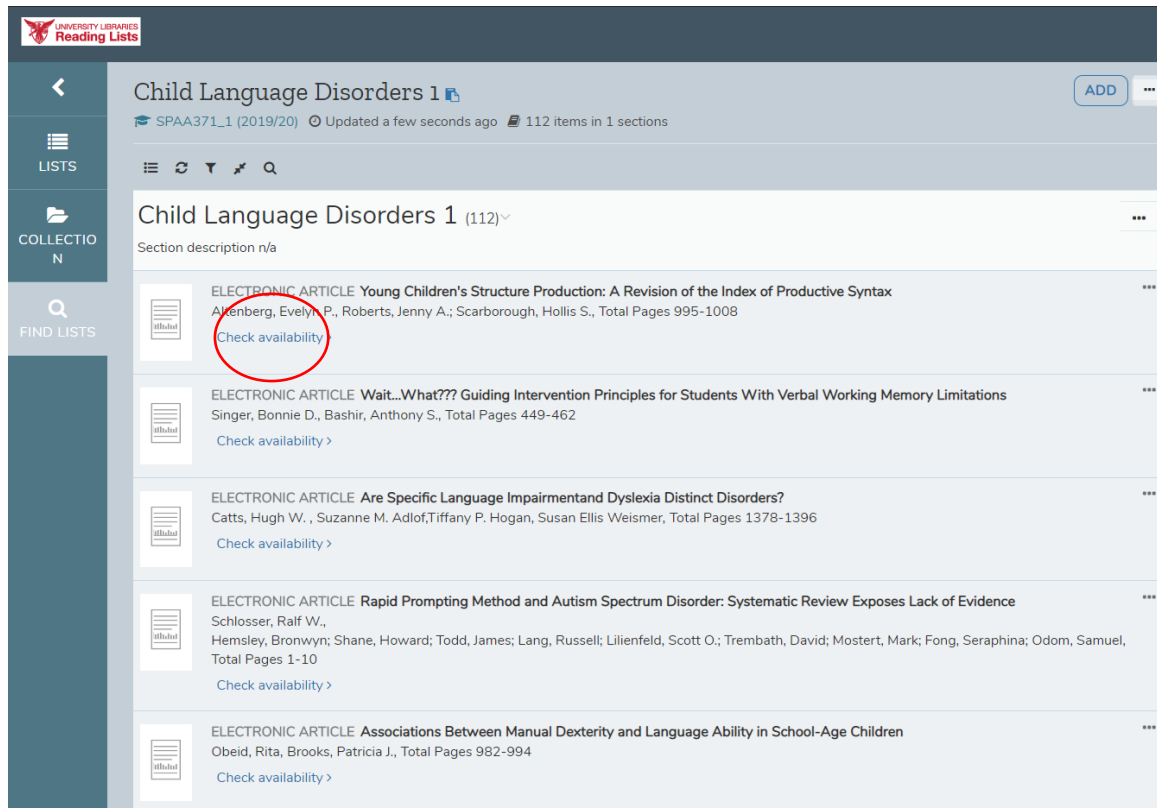 UNIVERSITY LIBRARIES
Reading Lists
Child Language Disorders 1
ADD
SPAA371_1 (2019/20) Updated a few seconds ago 112 items in 1 sections
LISTS
COLLECTIO
N
FIND LISTS
Child Language Disorders 1 (112)
Section description n/a
ELECTRONIC ARTICLE Young Children's Structure Production: A Revision of the Index of Productive Syntax
Altenberg, Evelyn P., Roberts, Jenny A.; Scarborough, Hollis S., Total Pages 995-1008
Check availability >
ELECTRONIC ARTICLE Wait...What??? Guiding Intervention Principles for Students With Verbal Working Memory Limitations
Singer, Bonnie D., Bashir, Anthony S., Total Pages 449-462
Check availability >
ELECTRONIC ARTICLE Are Specific Language Impairmentand Dyslexia Distinct Disorders?
Catts, Hugh W. , Suzanne M. Adlof,Tiffany P. Hogan, Susan Ellis Weismer, Total Pages 1378-1396
Check availability >
ELECTRONIC ARTICLE Rapid Prompting Method and Autism Spectrum Disorder: Systematic Review Exposes Lack of Evidence
Schlosser, Ralf W.,
Hemsley, Bronwyn; Shane, Howard; Todd, James; Lang, Russell; Lilienfeld, Scott O.; Trembath, David; Mostert, Mark; Fong, Seraphina; Odom, Samuel,
Total Pages 1-10
Check availability >
ELECTRONIC ARTICLE Associations Between Manual Dexterity and Language Ability in School-Age Children
Obeid, Rita, Brooks, Patricia J., Total Pages 982-994
Check availability >